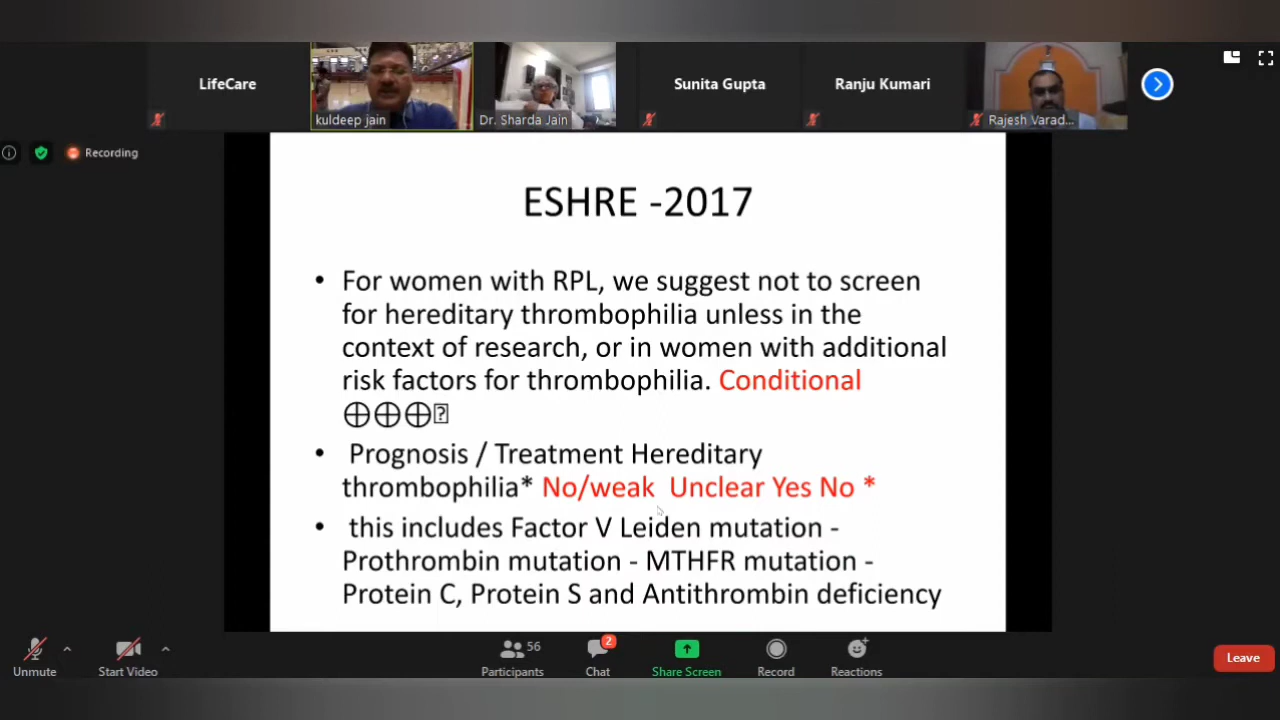 LifeCare
kuldeep jain
Dr. Sharda Jain
Sunita Gupta
Ranju Kumari
Rajesh Varad...
Recording
ESHRE -2017
• For women with RPL, we suggest not to screen
for hereditary thrombophilia unless in the
context of research, or in women with additional
risk factors for thrombophilia. Conditional
⊕⊕⊕⍰
• Prognosis / Treatment Hereditary
thrombophilia* No/weak Unclear Yes No *
• this includes Factor V Leiden mutation -
Prothrombin mutation - MTHFR mutation -
Protein C, Protein S and Antithrombin deficiency
Unmute
Start Video
56
Participants
2
Chat
Share Screen
Record
Reactions
Leave